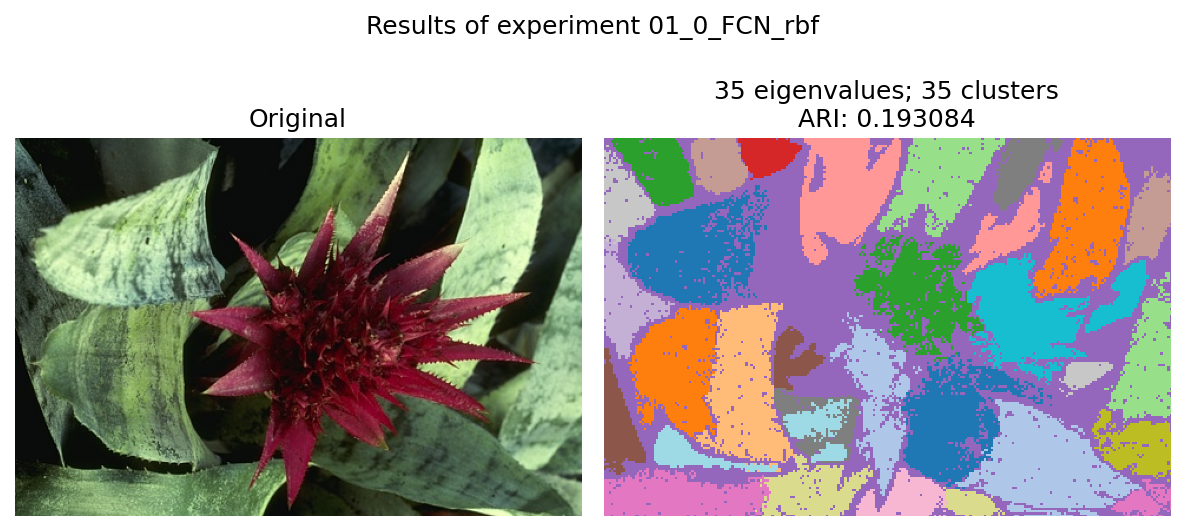 Results of experiment 01_0_FCN_rbf
Original
35 eigenvalues; 35 clusters
ARI: 0.193084